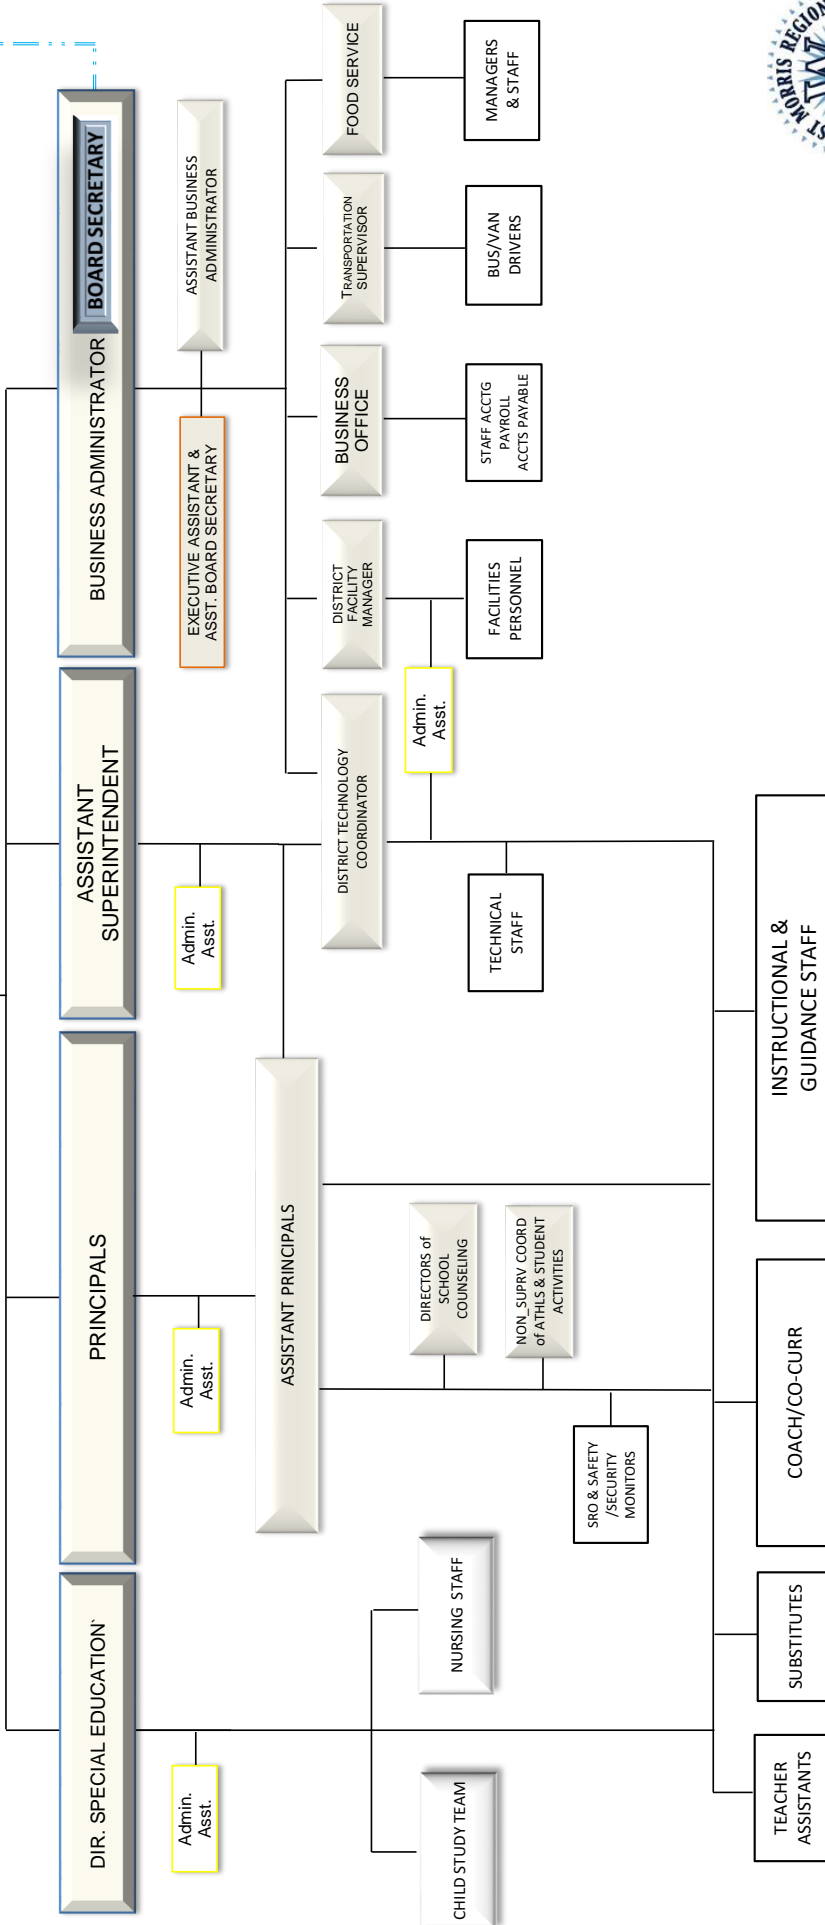 DIR. SPECIAL EDUCATION`
PRINCIPALS
ASSISTANT
SUPERINTENDENT
BUSINESS ADMINISTRATOR
BOARD SECRETARY
Admin.
Asst.
Admin.
Asst.
Admin.
Asst.
EXECUTIVE ASSISTANT &
ASST. BOARD SECRETARY
ASSISTANT BUSINESS
ADMINISTRATOR
ASSISTANT PRINCIPALS
DISTRICT TECHNOLOGY
COORDINATOR
DISTRICT
FACILITY
MANAGER
BUSINESS
OFFICE
TRANSPORTATION
SUPERVISOR
FOOD SERVICE
Admin.
Asst.
CHILD STUDY TEAM
NURSING STAFF
DIRECTORS of
SCHOOL
COUNSELING
TECHNICAL
STAFF
FACILITIES
PERSONNEL
STAFF ACCTG
PAYROLL
ACCTS PAYABLE
BUS/VAN
DRIVERS
MANAGERS
& STAFF
NON_SUPRV COORD
of ATHLS & STUDENT
ACTIVITIES
SRO & SAFETY
/SECURITY
MONITORS
TEACHER
ASSISTANTS
SUBSTITUTES
COACH/CO-CURR
INSTRUCTIONAL &
GUIDANCE STAFF
ST MORRIS REGION